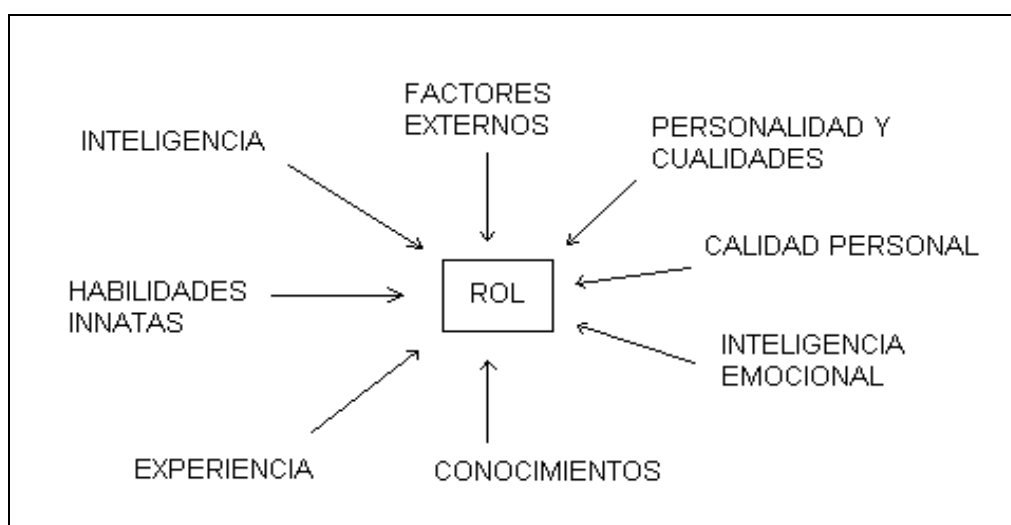 FACTORES
EXTERNOS
INTELIGENCIA
PERSONALIDAD Y
CUALIDADES
CALIDAD PERSONAL
HABILIDADES
INNATAS
ROL
INTELIGENCIA
EMOCIONAL
EXPERIENCIA
CONOCIMIENTOS